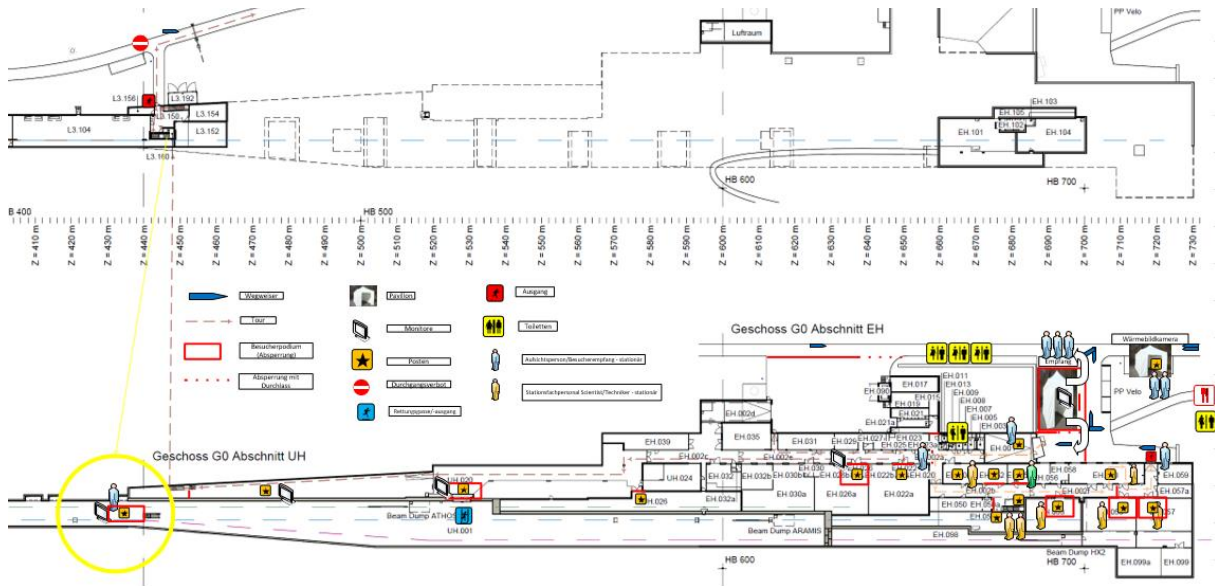 Luftraum
PP Velo
L3.156
L3.192
L3.150
L3.154
L3.104
L3.152
L3.160
EH.103
EH.105
EH.102
EH.101
EH.104
HB 600
HB 700
B 400
HB 500
Z = 410 m
Z = 420 m
Z = 430 m
Z = 440 m
Z = 450 m
Z = 460 m
Z = 470 m
Z = 480 m
Z = 490 m
Z = 500 m
Z = 510 m
Z = 520 m
Z = 530 m
Z = 540 m
Z = 550 m
Z = 560 m
Z = 570 m
Z = 580 m
Z = 590 m
Z = 600 m
Z = 610 m
Z = 620 m
Z = 630 m
Z = 640 m
Z = 650 m
Z = 660 m
Z = 670 m
Z = 680 m
Z = 690 m
Z = 700 m
Z = 710 m
Z = 720 m
Z = 730 m
Wegweiser
Pavilion
Ausgang
Tour
Monitore
Toiletten
Besucherpodium
(Absperrung)
Posten
Aufsichtsperson/Besucherempfang - stationär
Absperrung mit
Durchlass
Durchgangsverbot
Stationsfachpersonal Scientist/Techniker - stationär
Rettungsgasse/-ausgang
Geschoss G0 Abschnitt EH
Wärmebildkamera
Empfang
PP Velo
EH.011
EH.013
EH.009
EH.008
EH.007
EH.005
EH.090
EH.017
EH.015
EH.019
EH.021
EH.021a
EH.002d
EH.035
EH.039
EH.002c
EH.031
Geschoss G0 Abschnitt UH
UH.020
UH.024
EH.032
EH.032a
EH.032b
EH.030b
EH.030
EH.030a
EH.026a
EH.022a
EH.058
EH.059
EH.057a
EH.050
EH.098
Beam Dump ATHOS
UH.001
Beam Dump ARAMIS
Beam Dump HX2
EH.099a
EH.099
HB 600
HB 700